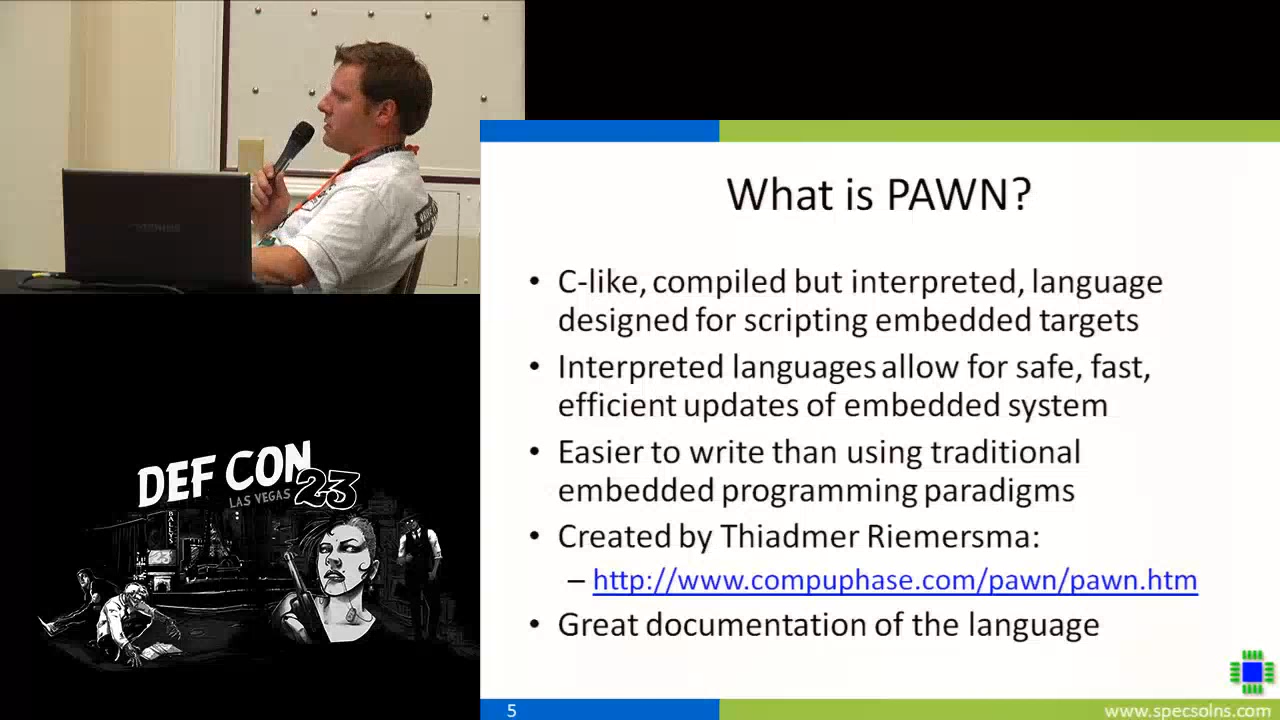 What is PAWN?
• C-like, compiled but interpreted, language
designed for scripting embedded targets
• Interpreted languages allow for safe, fast,
efficient updates of embedded system
• Easier to write than using traditional
embedded programming paradigms
• Created by Thiadmer Riemersma:
– http://www.compuphase.com/pawn/pawn.htm
• Great documentation of the language
5
www.specsolns.com
DEF CON
LAS VEGAS 23
BALLY'S
23